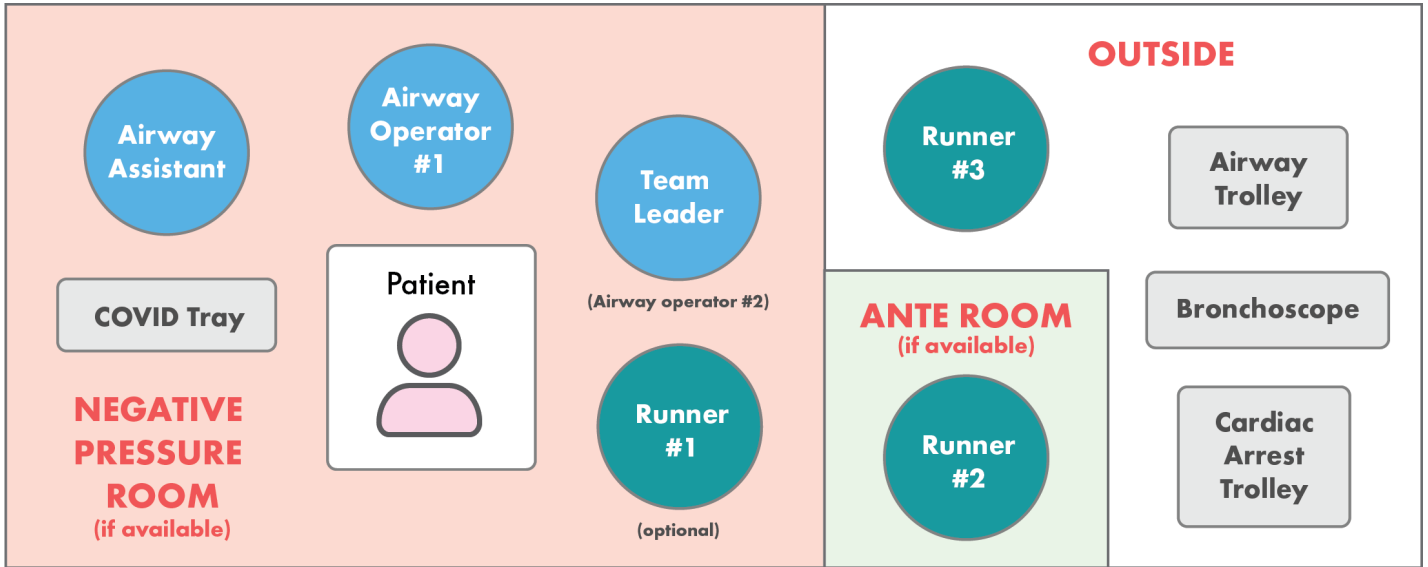 Airway
Assistant
Airway
Operator
#1
Team
Leader
(Airway operator #2)
Patient
COVID Tray
NEGATIVE
PRESSURE
ROOM
(if available)
Runner
#1
(optional)
OUTSIDE
Runner
#3
Airway
Trolley
ANTE ROOM
(if available)
Runner
#2
Bronchoscope
Cardiac
Arrest
Trolley